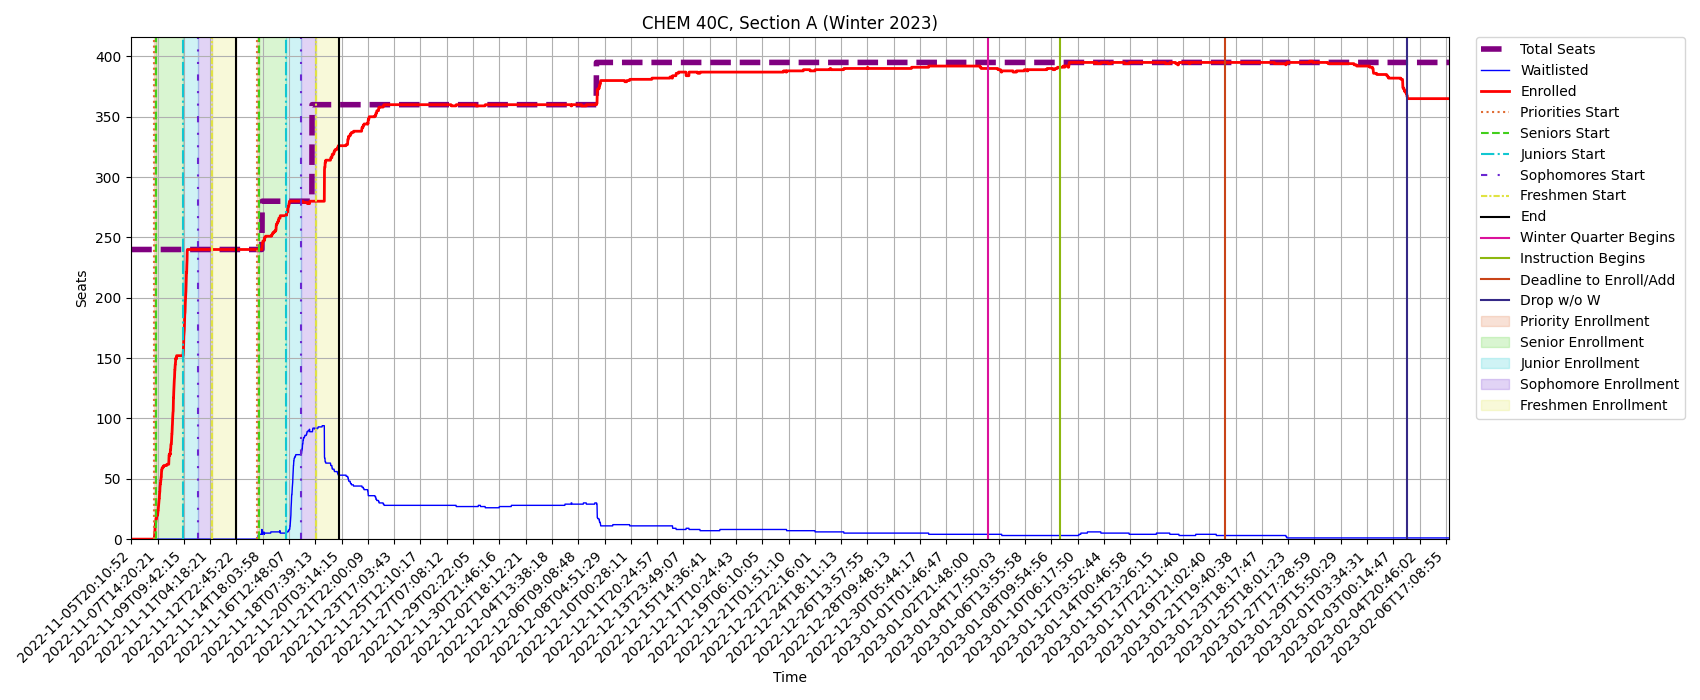 CHEM 40C, Section A (Winter 2023)
400
350
300
250
200
150
100
50
0
Seats
2022-11-05T20:10:52
2022-11-07T14:20:21
2022-11-09T09:42:15
2022-11-11T04:18:21
2022-11-12T22:45:22
2022-11-14T18:03:58
2022-11-16T12:48:07
2022-11-18T07:39:13
2022-11-20T03:14:15
2022-11-21T22:00:09
2022-11-23T17:03:43
2022-11-25T12:10:17
2022-11-27T07:08:12
2022-11-29T02:22:05
2022-11-30T21:46:16
2022-12-02T18:12:21
2022-12-04T13:38:18
2022-12-06T09:08:48
2022-12-08T04:51:29
2022-12-10T00:28:11
2022-12-11T20:24:57
2022-12-13T23:49:07
2022-12-15T14:36:41
2022-12-17T10:24:43
2022-12-19T06:10:05
2022-12-21T01:51:10
2022-12-22T22:16:01
2022-12-24T18:11:13
2022-12-26T13:57:55
2022-12-28T09:48:13
2022-12-30T05:44:17
2023-01-01T01:46:47
2023-01-02T21:48:00
2023-01-04T17:50:03
2023-01-06T13:55:58
2023-01-08T09:54:56
2023-01-10T06:17:50
2023-01-12T03:52:44
2023-01-14T00:46:58
2023-01-15T23:26:15
2023-01-17T22:11:40
2023-01-19T21:02:40
2023-01-21T19:40:38
2023-01-23T18:17:47
2023-01-25T18:01:23
2023-01-27T17:28:59
2023-01-29T15:50:29
2023-02-01T03:34:31
2023-02-03T00:14:47
2023-02-04T20:46:02
2023-02-06T17:08:55
Time
Total Seats
Waitlisted
Enrolled
Priorities Start
Seniors Start
Juniors Start
Sophomores Start
Freshmen Start
End
Winter Quarter Begins
Instruction Begins
Deadline to Enroll/Add
Drop w/o W
Priority Enrollment
Senior Enrollment
Junior Enrollment
Sophomore Enrollment
Freshmen Enrollment